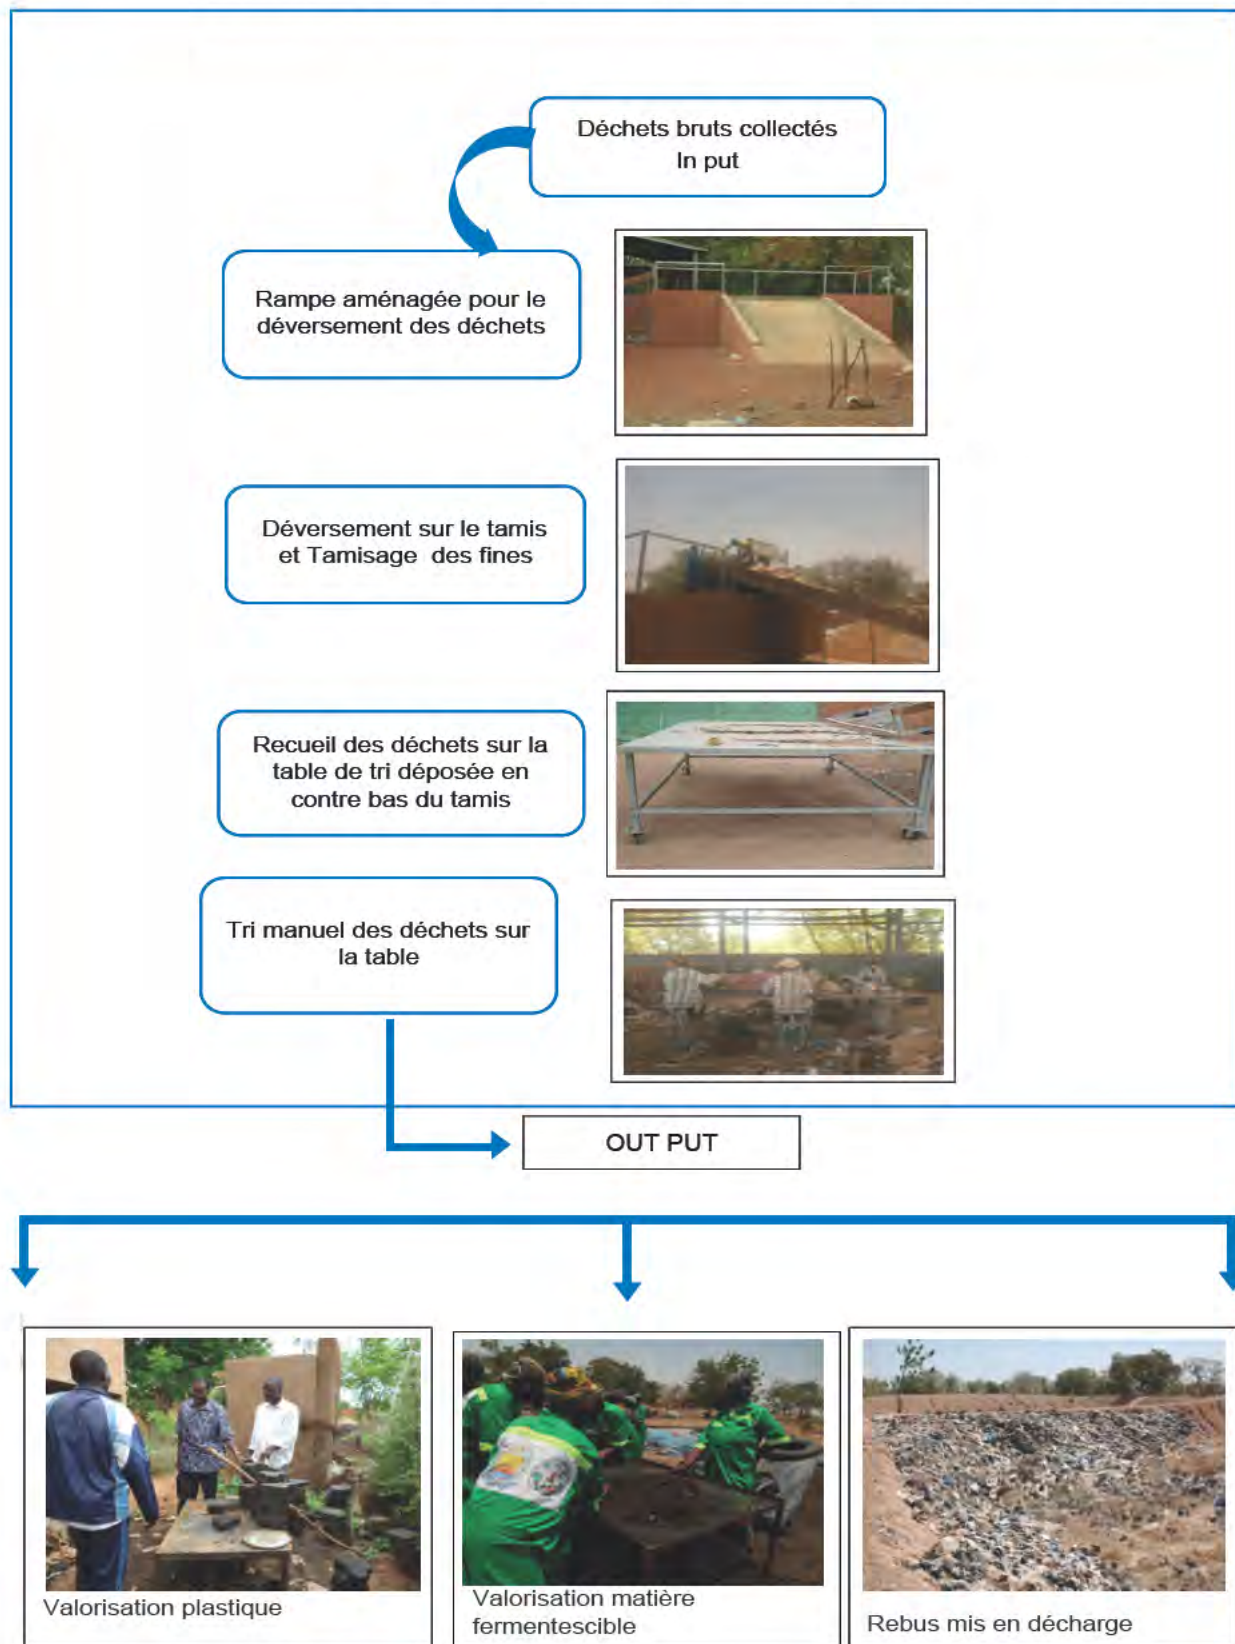 Déchets bruts collectés
In put
Rampe aménagée pour le
déversement des déchets
Déversement sur le tamis
et Tamisage des fines
Recueil des déchets sur la
table de tri déposée en
contre bas du tamis
Tri manuel des déchets sur
la table
OUT PUT
Valorisation plastique
Valorisation matière
fermentescible
Rebus mis en décharge